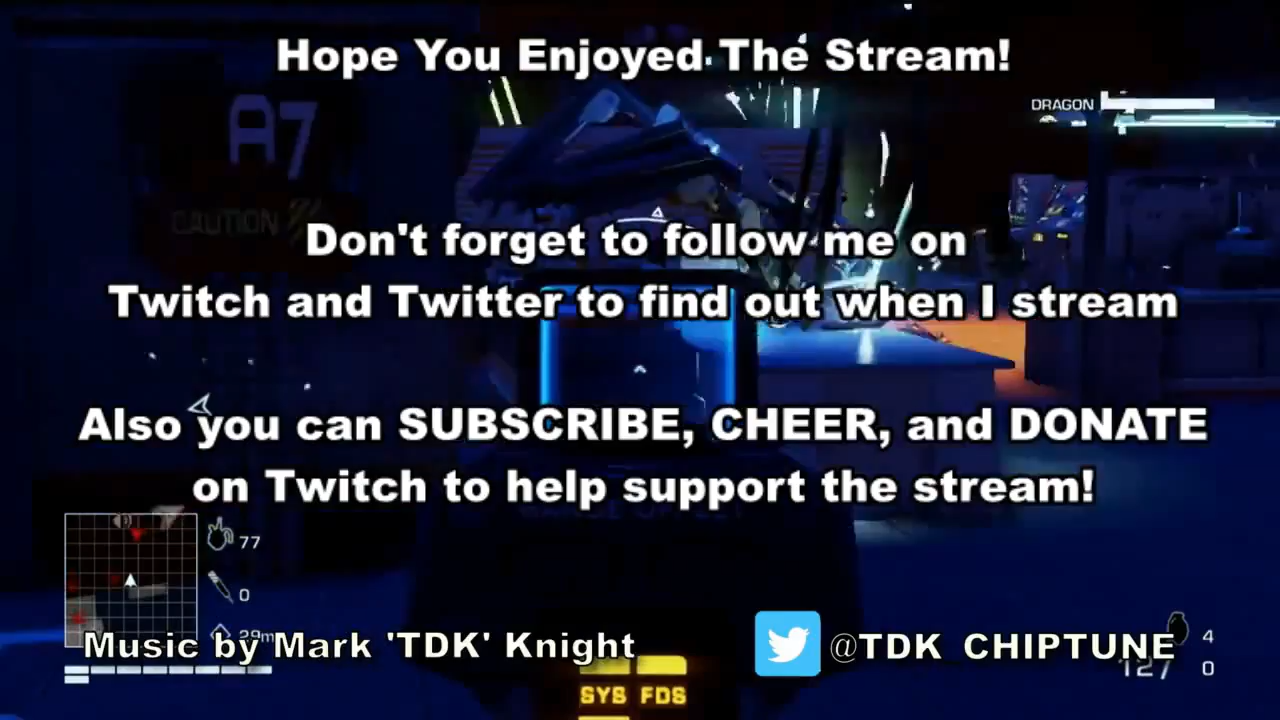 Hope You Enjoyed The Stream!
DRAGON
A7
CAUTION
Don't forget to follow me on
Twitch and Twitter to find out when I stream
Also you can SUBSCRIBE, CHEER, and DONATE
on Twitch to help support the stream!
77
0
29m
Music by Mark 'TDK' Knight
@TDK CHIPTUNE
4
127 0
SYS FDS